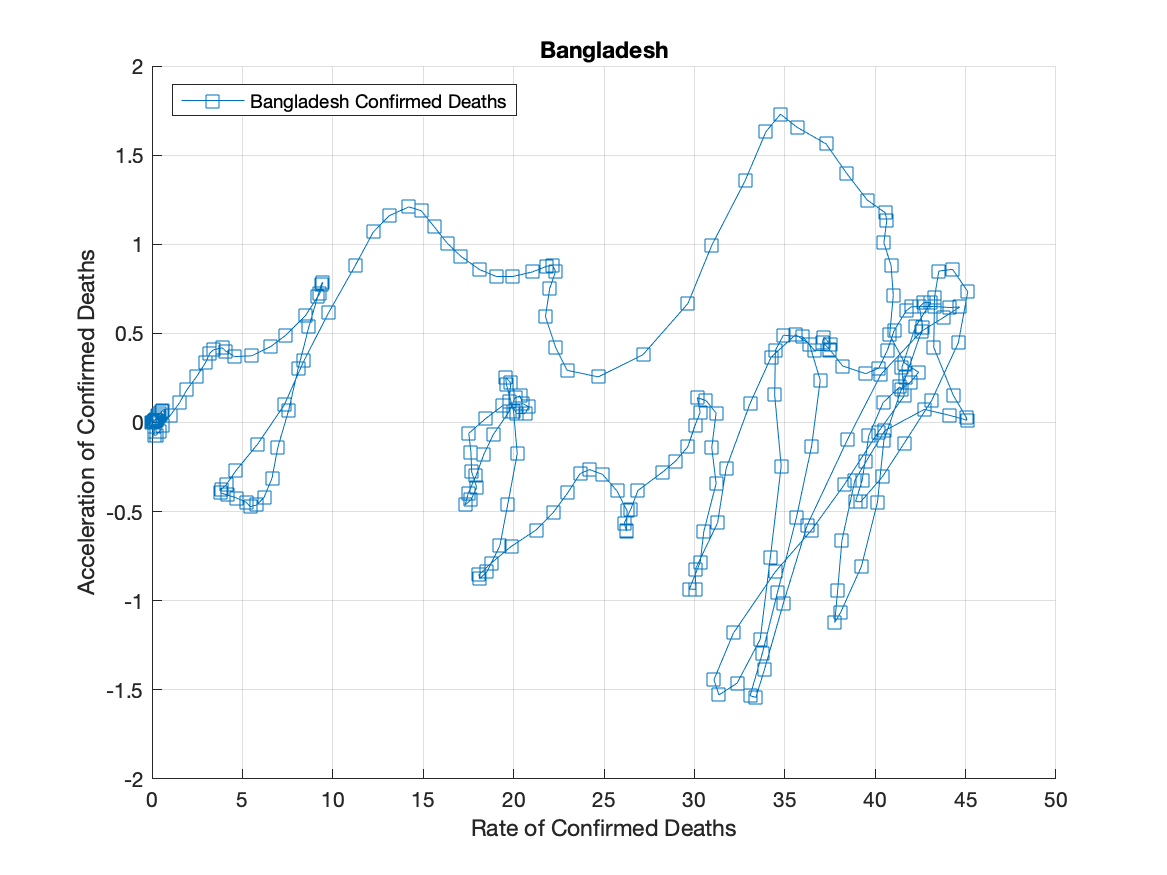 Bangladesh
Bangladesh Confirmed Deaths
2
1.5
1
0.5
0
-0.5
-1
-1.5
-2
Acceleration of Confirmed Deaths
0 5 10 15 20 25 30 35 40 45 50
Rate of Confirmed Deaths